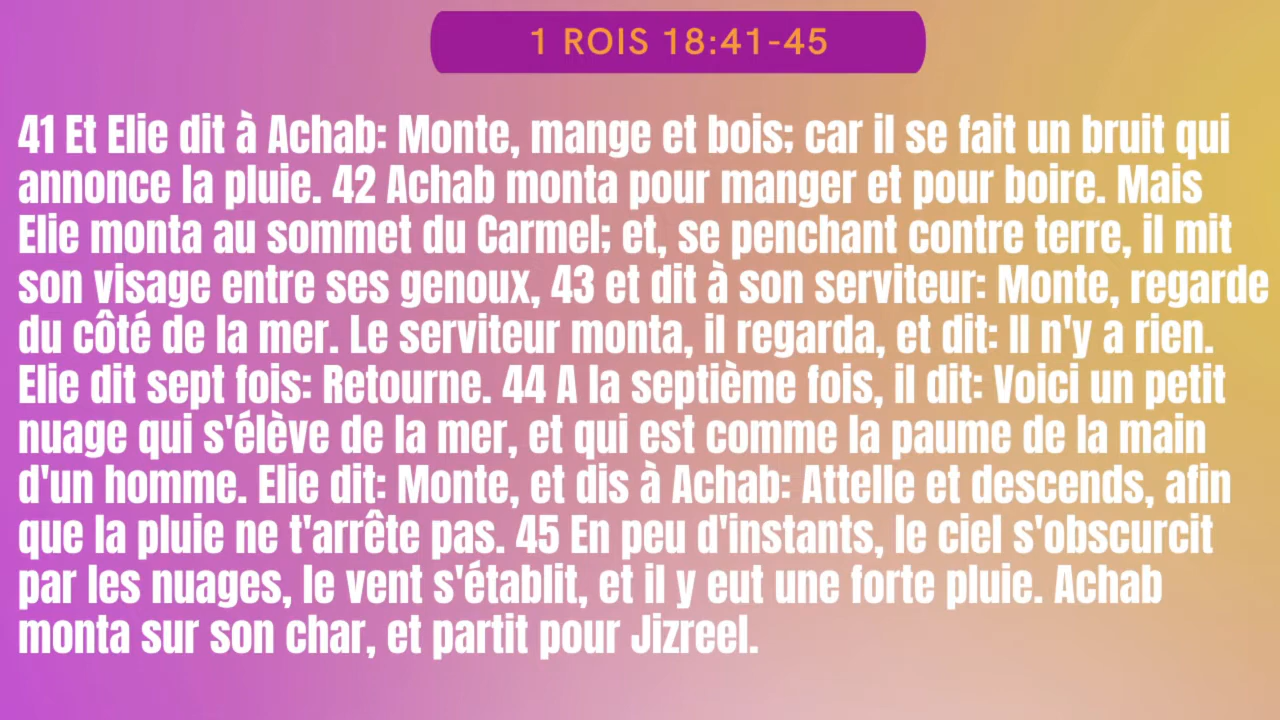 1 ROIS 18:41-45
41 Et Elie dit à Achab: Monte, mange et bois; car il se fait un bruit qui
annonce la pluie. 42 Achab monta pour manger et pour boire. Mais
Elie monta au sommet du Carmel; et, se penchant contre terre, il mit
son visage entre ses genoux, 43 et dit à son serviteur: Monte, regarde
du côté de la mer. Le serviteur monta, il regarda, et dit: Il n'y a rien.
Elie dit sept fois: Retourne. 44 A la septième fois, il dit: Voici un petit
nuage qui s'élève de la mer, et qui est comme la paume de la main
d'un homme. Elie dit: Monte, et dis à Achab: Attelle et descends, afin
que la pluie ne t'arrête pas. 45 En peu d'instants, le ciel s'obscurcit
par les nuages, le vent s'établit, et il y eut une forte pluie. Achab
monta sur son char, et partit pour Jizreel.